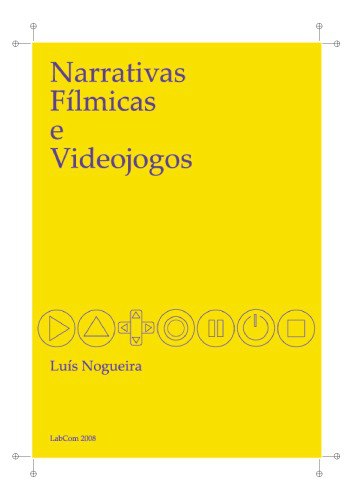 Narrativas
Fílmicas
e
Videojogos
Luís Nogueira
LabCom 2008